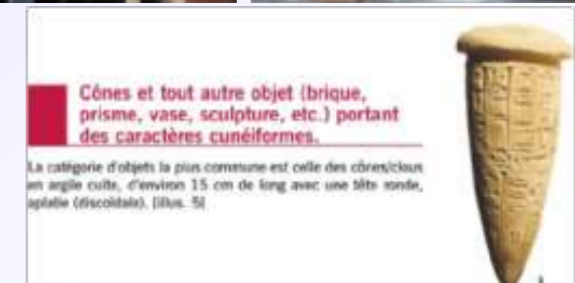 Cônes et tout autre objet (brique,
prisme, vase, sculpture, etc.) portant
des caractères cunéiformes.
La catégorie d'objets la plus commune est celle des cônes/clous
en argile cuite, d'environ 15 cm de long avec une tête ronde,
aplatie (discoïdale). [illus. 5]